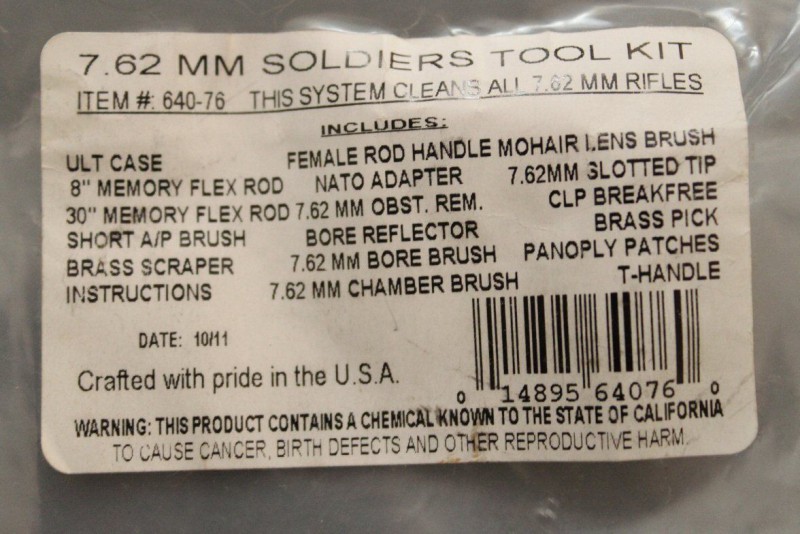 7.62 MM SOLDIERS TOOL KIT
ITEM #: 640-76 THIS SYSTEM CLEANS ALL 7.62 MM RIFLES
INCLUDES:
ULT CASE FEMALE ROD HANDLE MOHAIR LENS BRUSH
8" MEMORY FLEX ROD NATO ADAPTER 7.62MM SLOTTED TIP
30" MEMORY FLEX ROD 7.62 MM OBST. REM. CLP BREAKFREE
SHORT A/P BRUSH BORE REFLECTOR BRASS PICK
BRASS SCRAPER 7.62 MM BORE BRUSH PANOPLY PATCHES
INSTRUCTIONS 7.62 MM CHAMBER BRUSH T-HANDLE
DATE: 10/11
Crafted with pride in the U.S.A.
0 14895 64076 0
WARNING: THIS PRODUCT CONTAINS A CHEMICAL KNOWN TO THE STATE OF CALIFORNIA
TO CAUSE CANCER, BIRTH DEFECTS AND OTHER REPRODUCTIVE HARM.